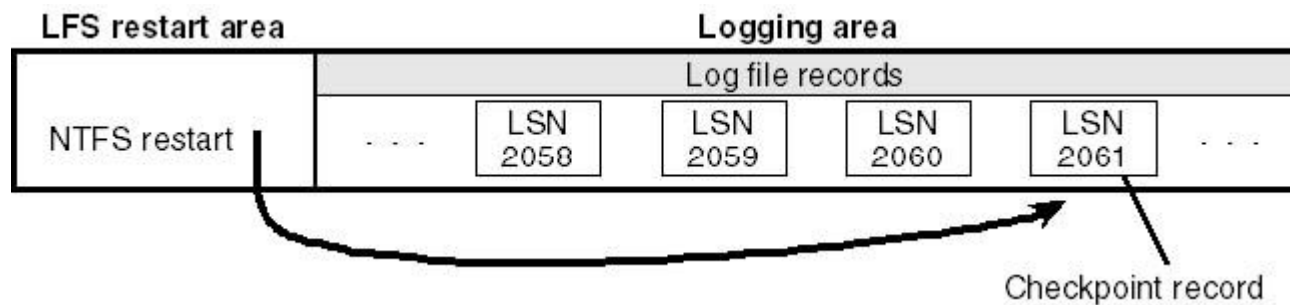 LFS restart area
Logging area
Log file records
NTFS restart
. . .
LSN
2058
LSN
2059
LSN
2060
LSN
2061
. . .
Checkpoint record